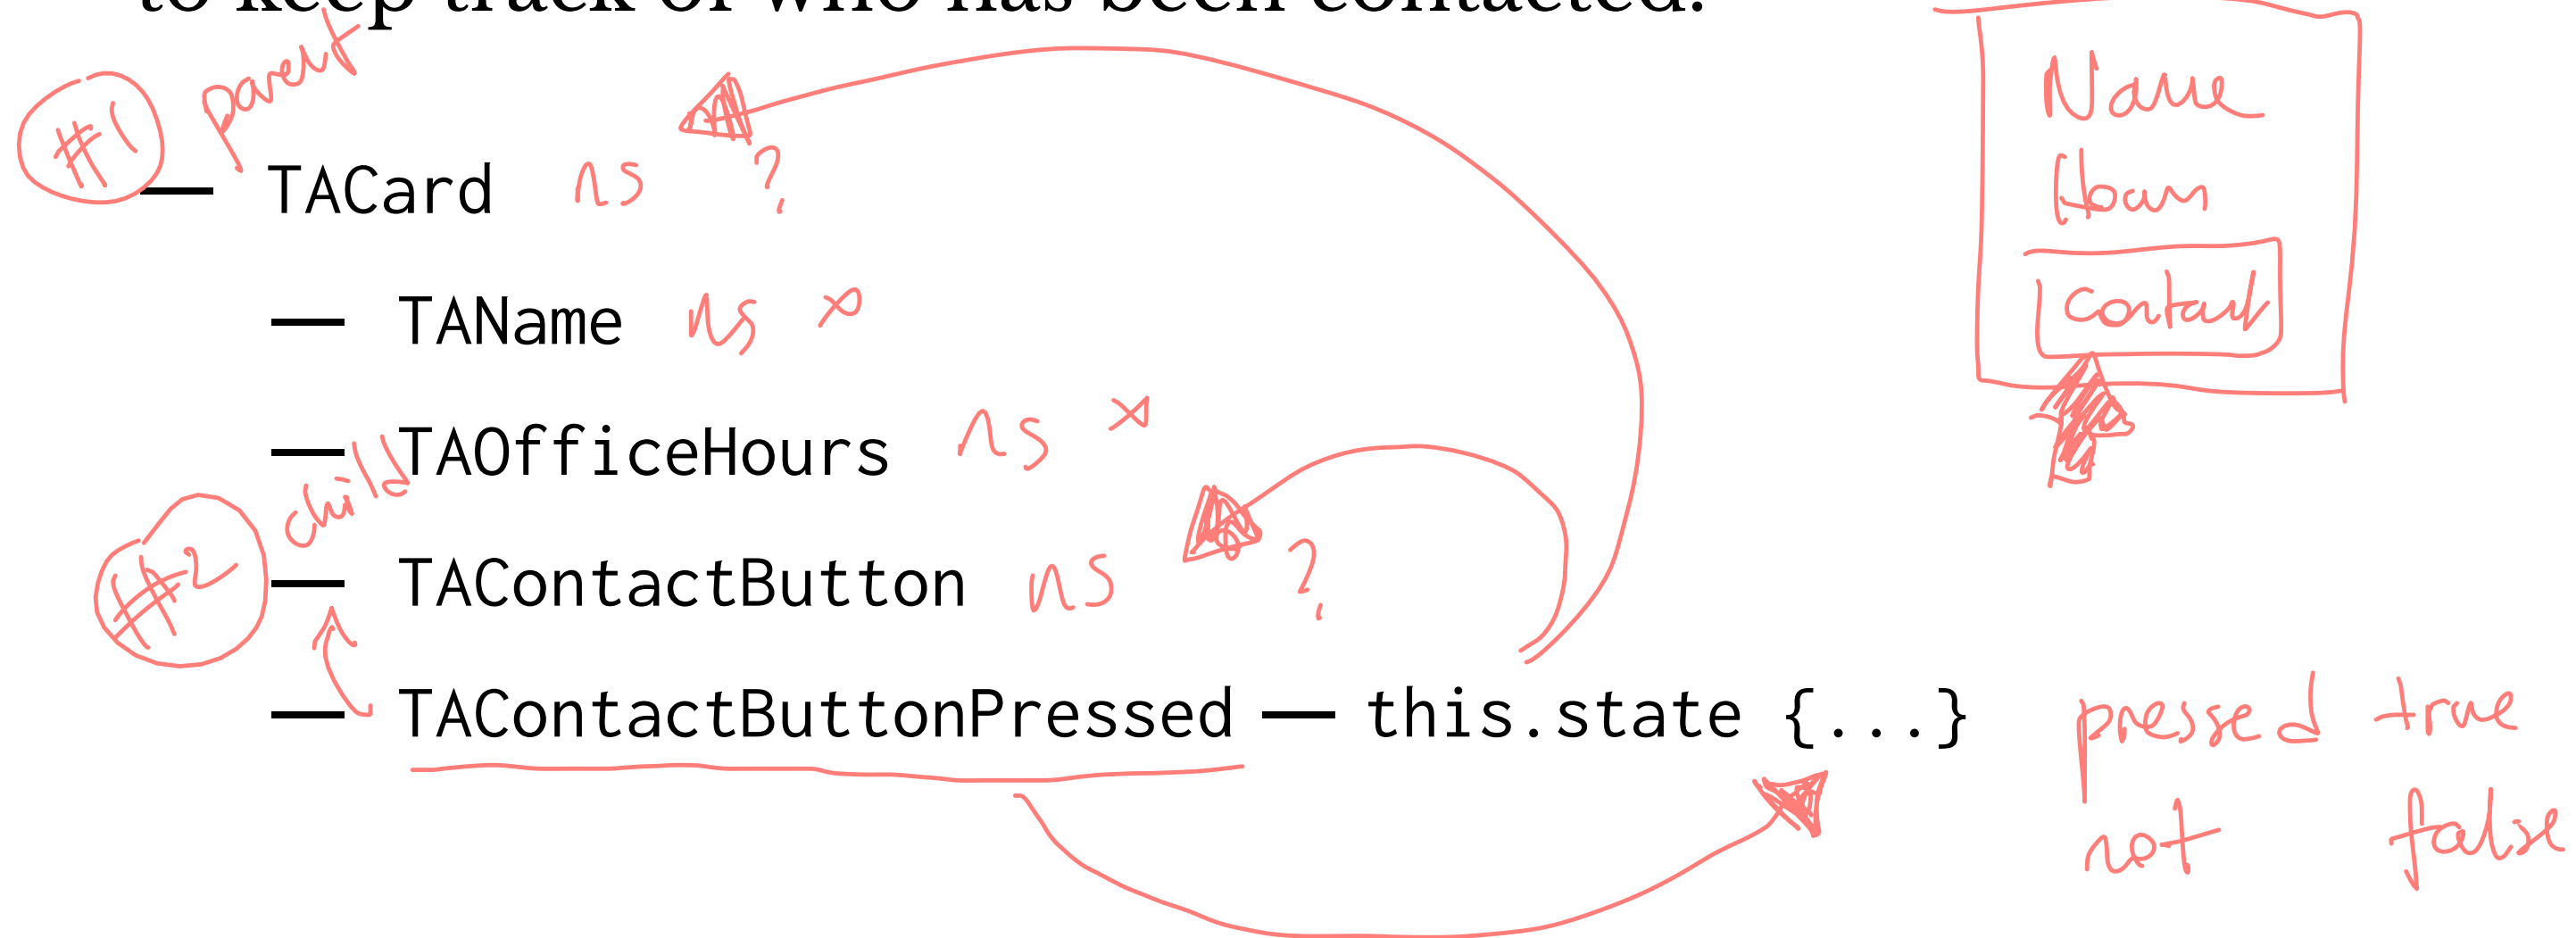 to keep track of who has been contacted.
#1 parent
— TACard ns ?
— TAName ns x
— TAOfficeHours ns x
#2 child
— TAContactButton ns ?
— TAContactButtonPressed — this.state {...} pressed true
not false
Name
Hours
contact